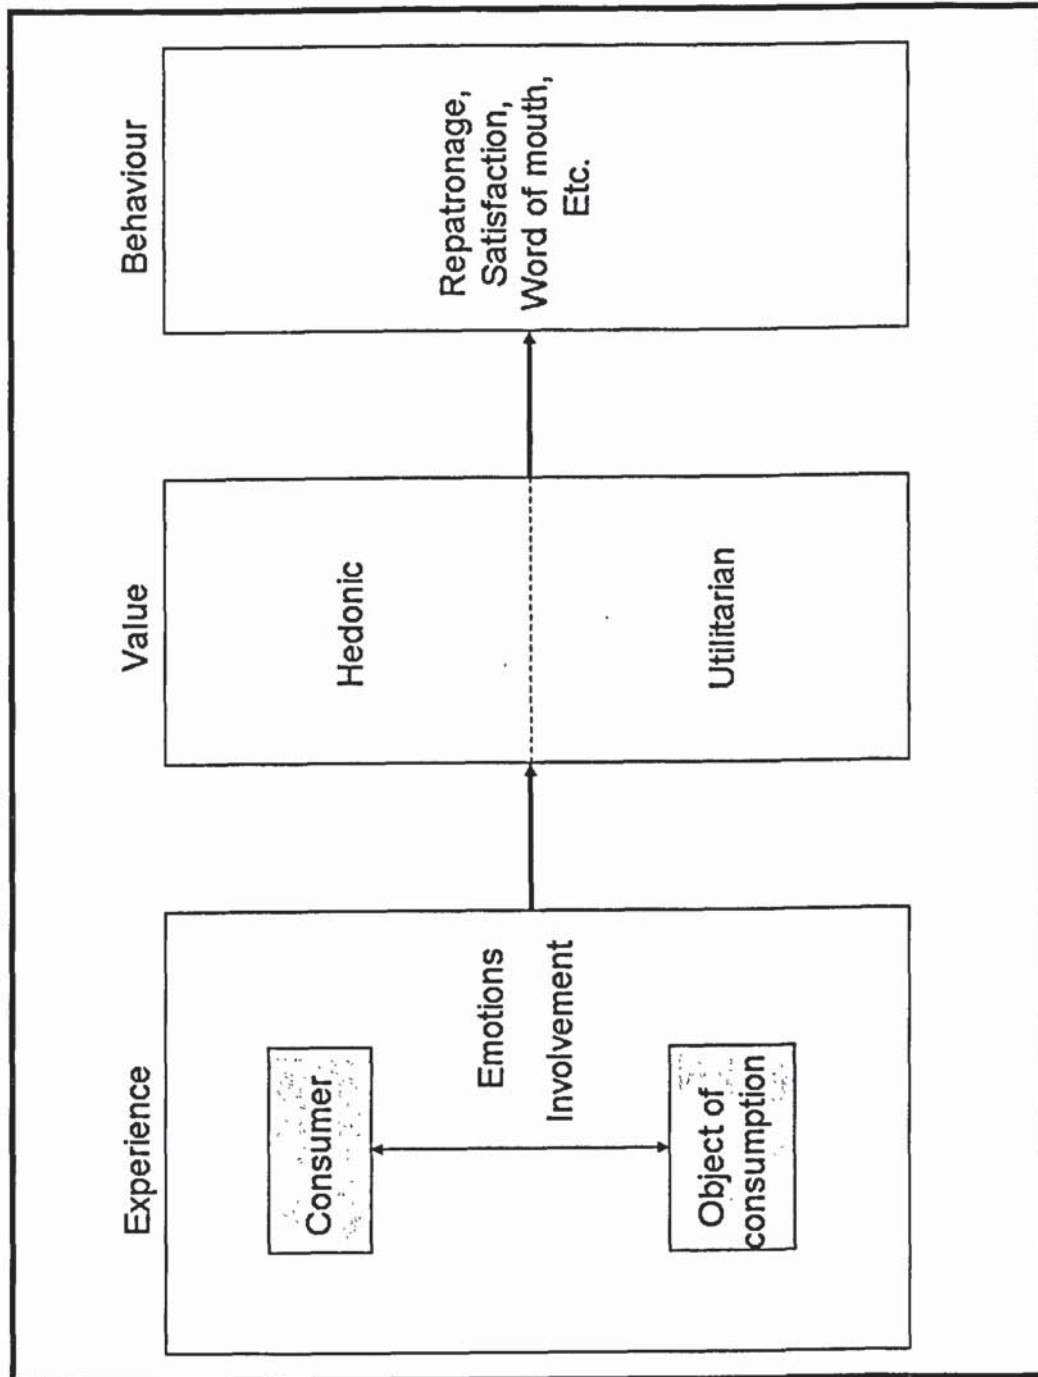 Experience
Consumer
Object of
consumption
Emotions
Involvement
Value
Hedonic
Utilitarian
Behaviour
Repatronage,
Satisfaction,
Word of mouth,
Etc.